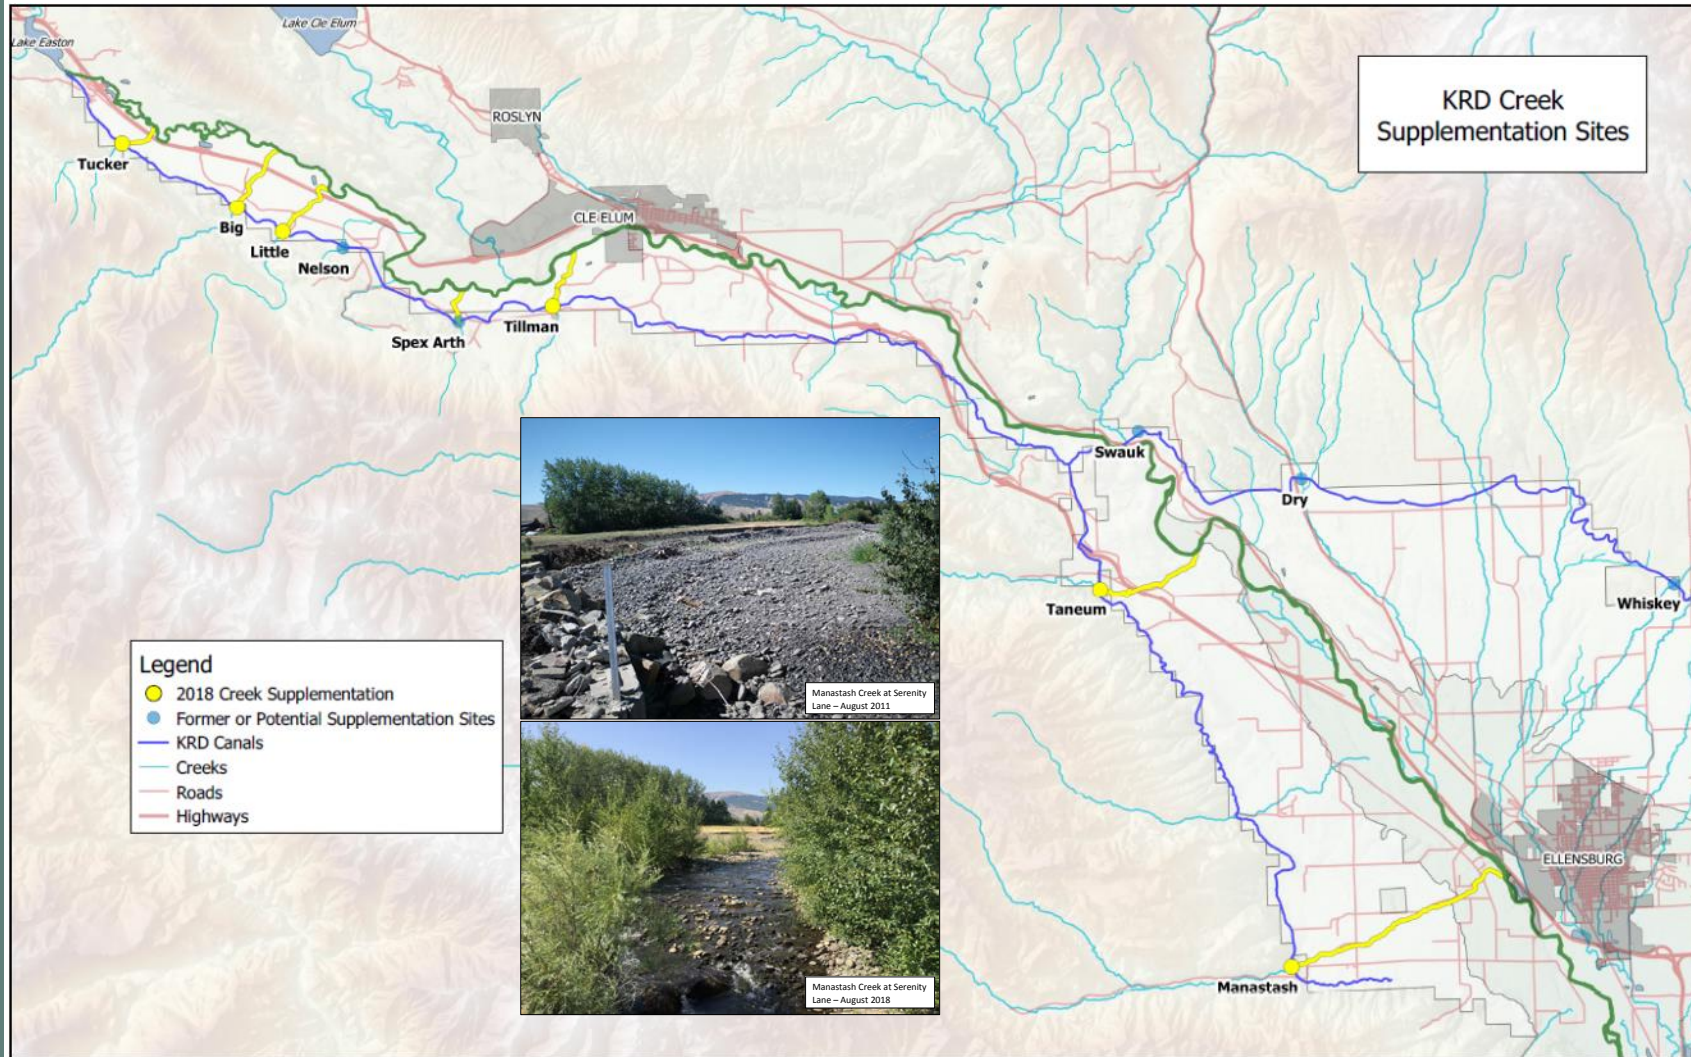 Lake Easton
Lake Cle Elum
KRD Creek
Supplementation Sites
ROSLYN
Tucker
CLE ELUM
Big
Little
Nelson
Tillman
Spex Arth
Swauk
Dry
Taneum
Whiskey
Legend
2018 Creek Supplementation
Former or Potential Supplementation Sites
KRD Canals
Creeks
Roads
Highways
Manastash Creek at Serenity
Lane – August 2011
ELLENSBURG
Manastash Creek at Serenity
Lane – August 2018
Manastash